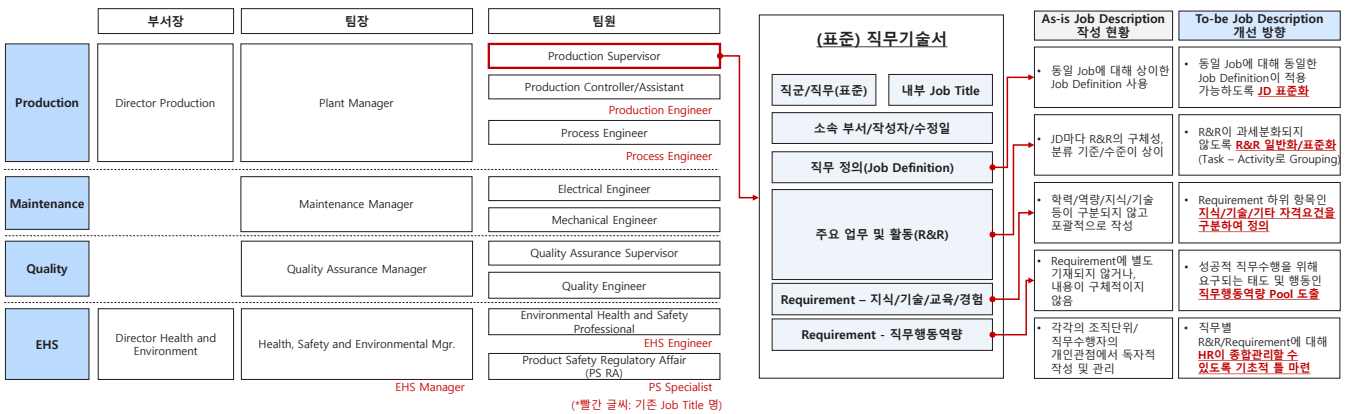 부서장
팀장
팀원
Production
Director Production
Plant Manager
Production Supervisor
Production Controller/Assistant
Production Engineer
Process Engineer
Process Engineer
Maintenance
Maintenance Manager
Electrical Engineer
Mechanical Engineer
Quality
Quality Assurance Manager
Quality Assurance Supervisor
Quality Engineer
EHS
Director Health and
Environment
Health, Safety and Environmental Mgr.
EHS Manager
Environmental Health and Safety
Professional
EHS Engineer
Product Safety Regulatory Affair
(PS RA)
PS Specialist
(*빨간 글씨: 기존 Job Title 명)
(표준) 직무기술서
직군/직무(표준)
내부 Job Title
소속 부서/작성자/수정일
직무 정의(Job Definition)
주요 업무 및 활동(R&R)
Requirement – 지식/기술/교육/경험
Requirement - 직무행동역량
As-is Job Description
작성 현황
To-be Job Description
개선 방향
• 동일 Job에 대해 상이한
Job Definition 사용
• 동일 Job에 대해 동일한
Job Definition이 적용
가능하도록 JD 표준화
• JD마다 R&R의 구체성,
분류 기준/수준이 상이
• R&R이 과세분화되지
않도록 R&R 일반화/표준화
(Task – Activity로 Grouping)
• 학력/역량/지식/기술
등이 구분되지 않고
포괄적으로 작성
• Requirement 하위 항목인
지식/기술/기타 자격요건을
구분하여 정의
• Requirement에 별도
기재되지 않거나,
내용이 구체적이지
않음
• 성공적 직무수행을 위해
요구되는 태도 및 행동인
직무행동역량 Pool 도출
• 각각의 조직단위/
직무수행자의
개인관점에서 독자적
작성 및 관리
• 직무별
R&R/Requirement에 대해
HR이 종합관리할 수
있도록 기초적 틀 마련